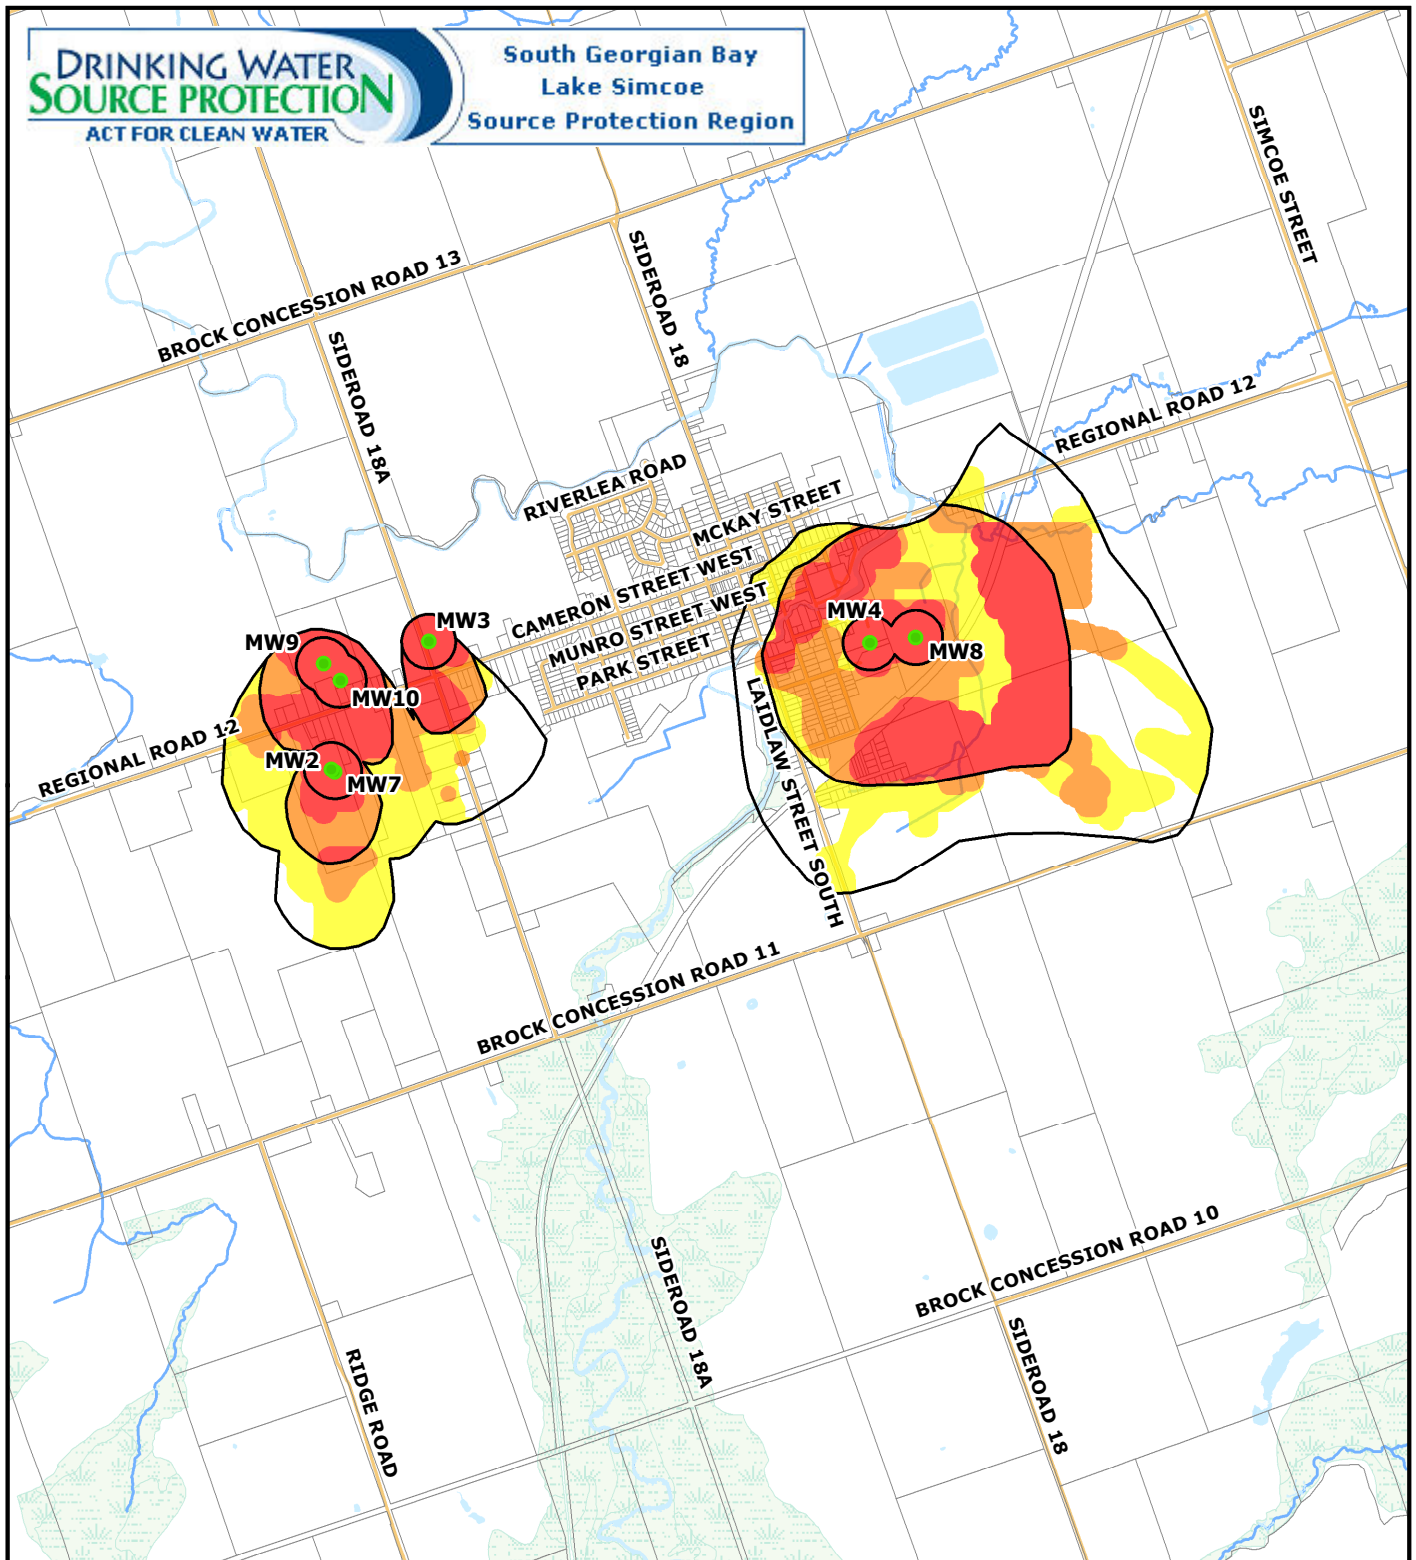 DRINKING WATER
SOURCE PROTECTION
ACT FOR CLEAN WATER
South Georgian Bay
Lake Simcoe
Source Protection Region
SIMCOE STREET
BROCK CONCESSION ROAD 13
SIDEROAD 18
SIDEROAD 18A
REGIONAL ROAD 12
RIVERLEA ROAD
MCKAY STREET
CAMERON STREET WEST
MUNRO STREET WEST
PARK STREET
MW9
MW3
MW4
MW8
MW10
MW2
MW7
REGIONAL ROAD 12
LAIDLAW STREET SOUTH
BROCK CONCESSION ROAD 11
BROCK CONCESSION ROAD 10
SIDEROAD 18A
SIDEROAD 18
RIDGE ROAD